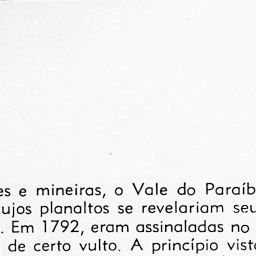 es e mineiras, o Vale do Paraíb
ujos planaltos se revelariam seu
. Em 1792, eram assinaladas no
de certo vulto. A princípio vist